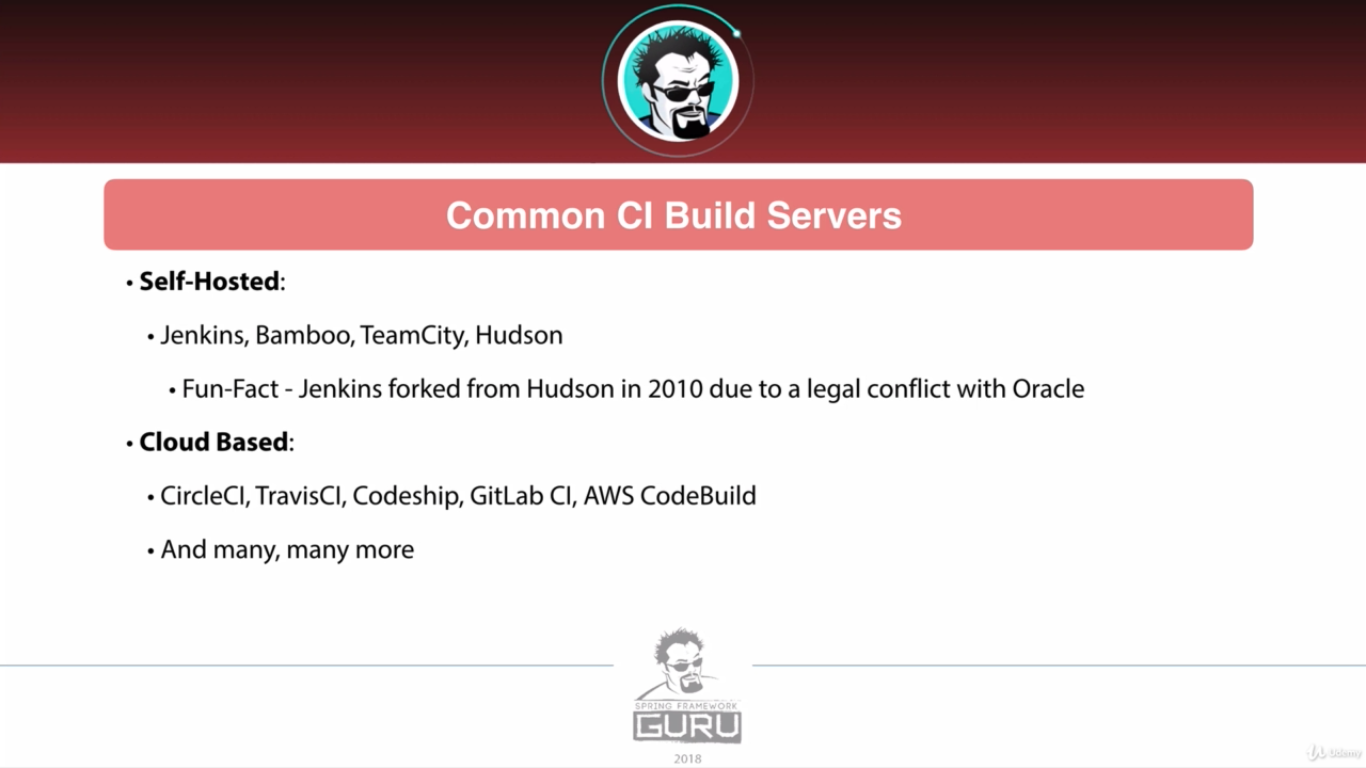 Common CI Build Servers
• Self-Hosted:
• Jenkins, Bamboo, TeamCity, Hudson
• Fun-Fact - Jenkins forked from Hudson in 2010 due to a legal conflict with Oracle
• Cloud Based:
• CircleCI, TravisCI, Codeship, GitLab CI, AWS CodeBuild
• And many, many more
SPRING FRAMEWORK
GURU
2018
Udemy